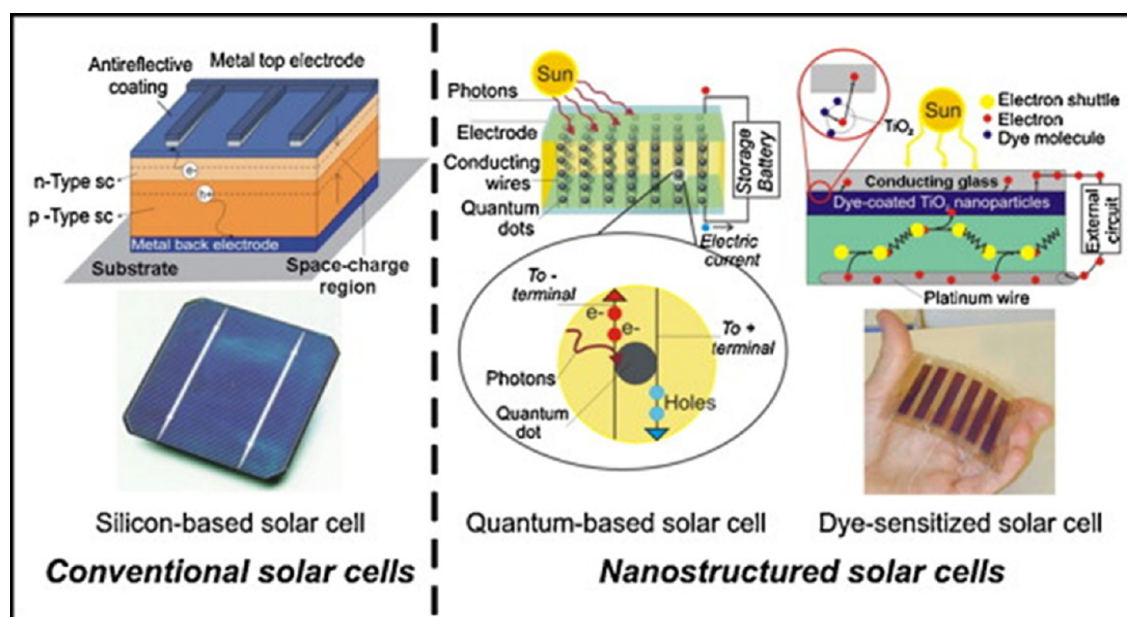 Antireflective
coating
Metal top electrode
n-Type sc
p -Type sc
e-
h+
Metal back electrode
Substrate
Space-charge
region
Silicon-based solar cell
Conventional solar cells
Sun
Photons
Electrode
Conducting
wires
Quantum
dots
Storage
Battery
Electric
current
To -
terminal
e-
e-
To +
terminal
Photons
Quantum
dot
Holes
Quantum-based solar cell
TiO₂
Sun
Electron shuttle
Electron
Dye molecule
Conducting glass
Dye-coated TiO₂ nanoparticles
External
circuit
Platinum wire
Dye-sensitized solar cell
Nanostructured solar cells